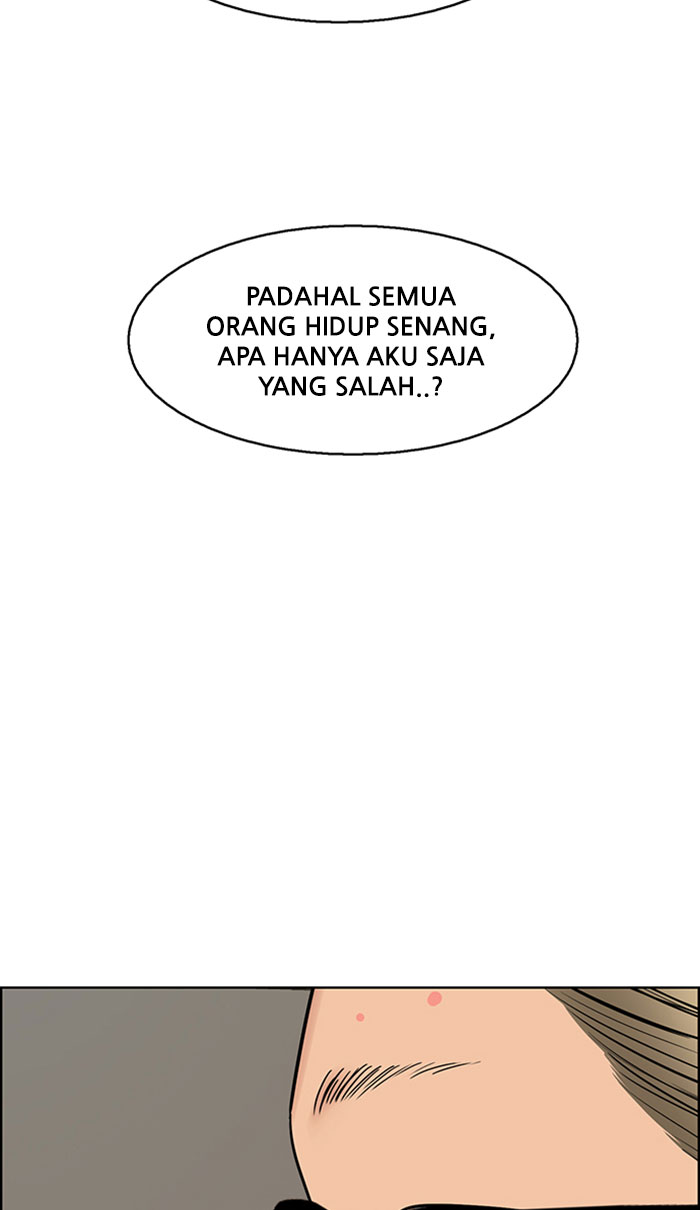 PADAHAL SEMUA
ORANG HIDUP SENANG,
APA HANYA AKU SAJA
YANG SALAH..?